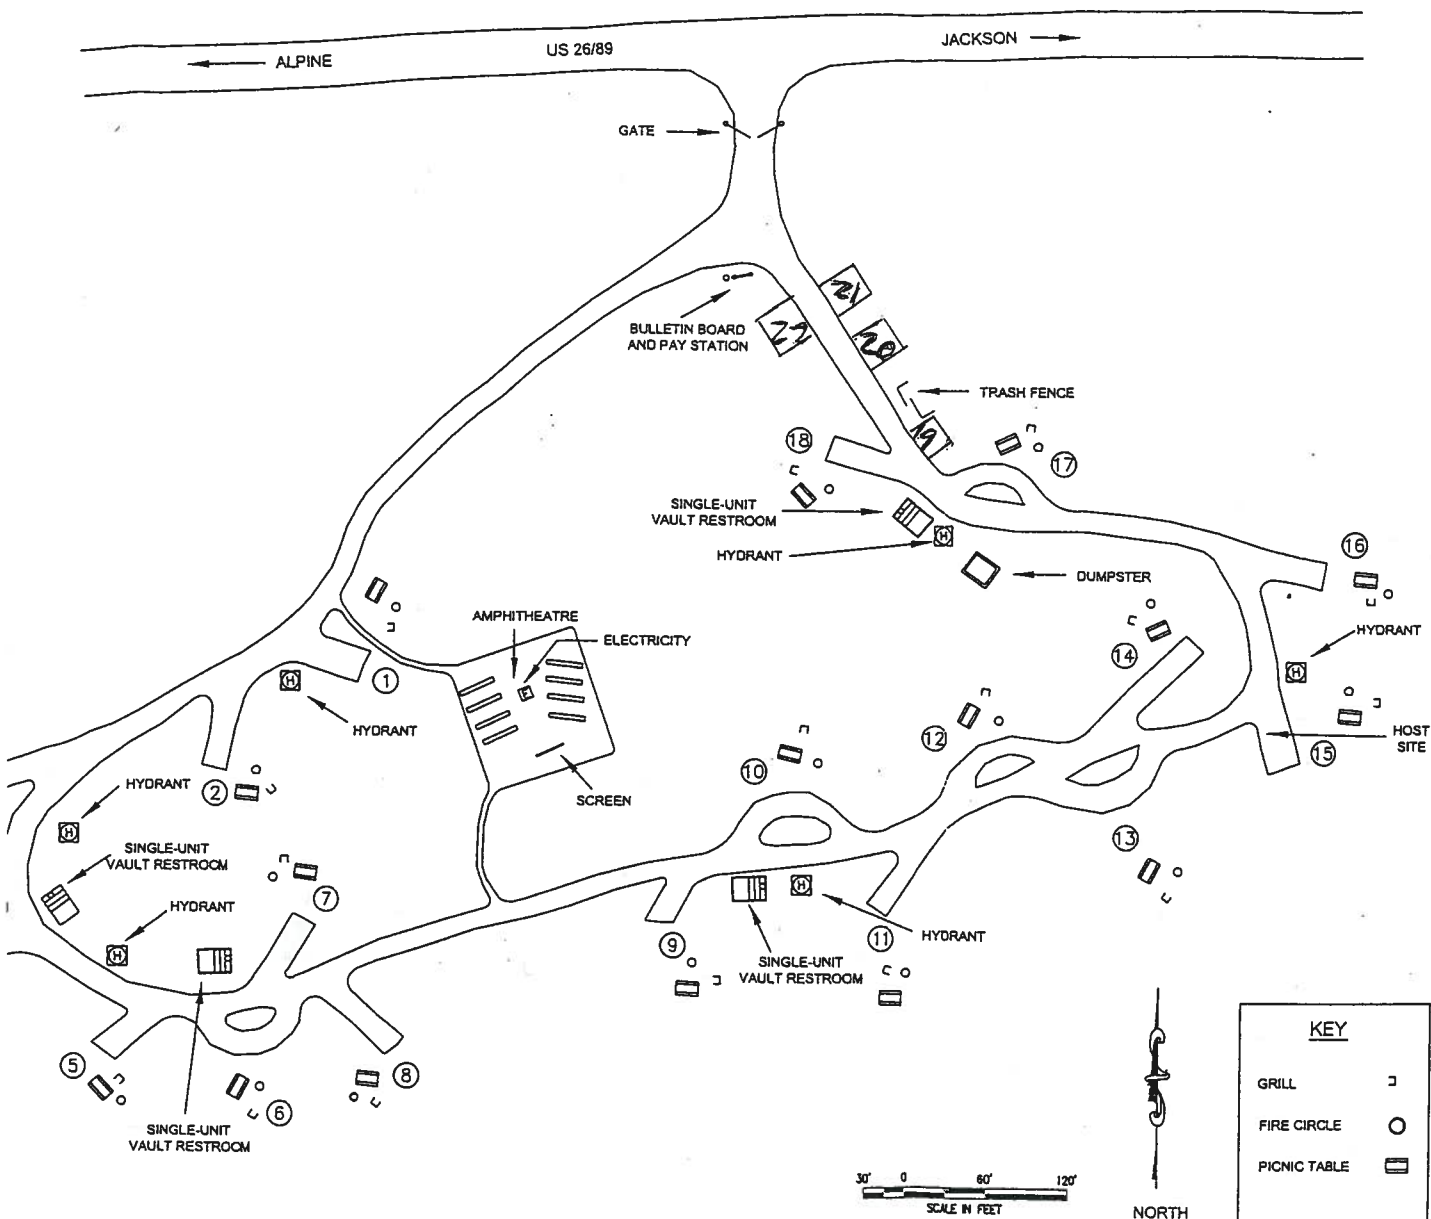 US 26/89
JACKSON
ALPINE
GATE
21
22
BULLETIN BOARD
AND PAY STATION
20
TRASH FENCE
19
18
17
SINGLE-UNIT
VAULT RESTROOM
H
HYDRANT
16
DUMPSTER
AMPHITHEATRE
ELECTRICITY
HYDRANT
14
H
1
H
HYDRANT
12
HOST
SITE
15
10
HYDRANT
2
SCREEN
H
SINGLE-UNIT
VAULT RESTROOM
13
7
H
HYDRANT
11
HYDRANT
9
H
SINGLE-UNIT
VAULT RESTROOM
5
8
6
SINGLE-UNIT
VAULT RESTROOM
KEY
GRILL
FIRE CIRCLE
PICNIC TABLE
30' 0 60' 120'
SCALE IN FEET
NORTH